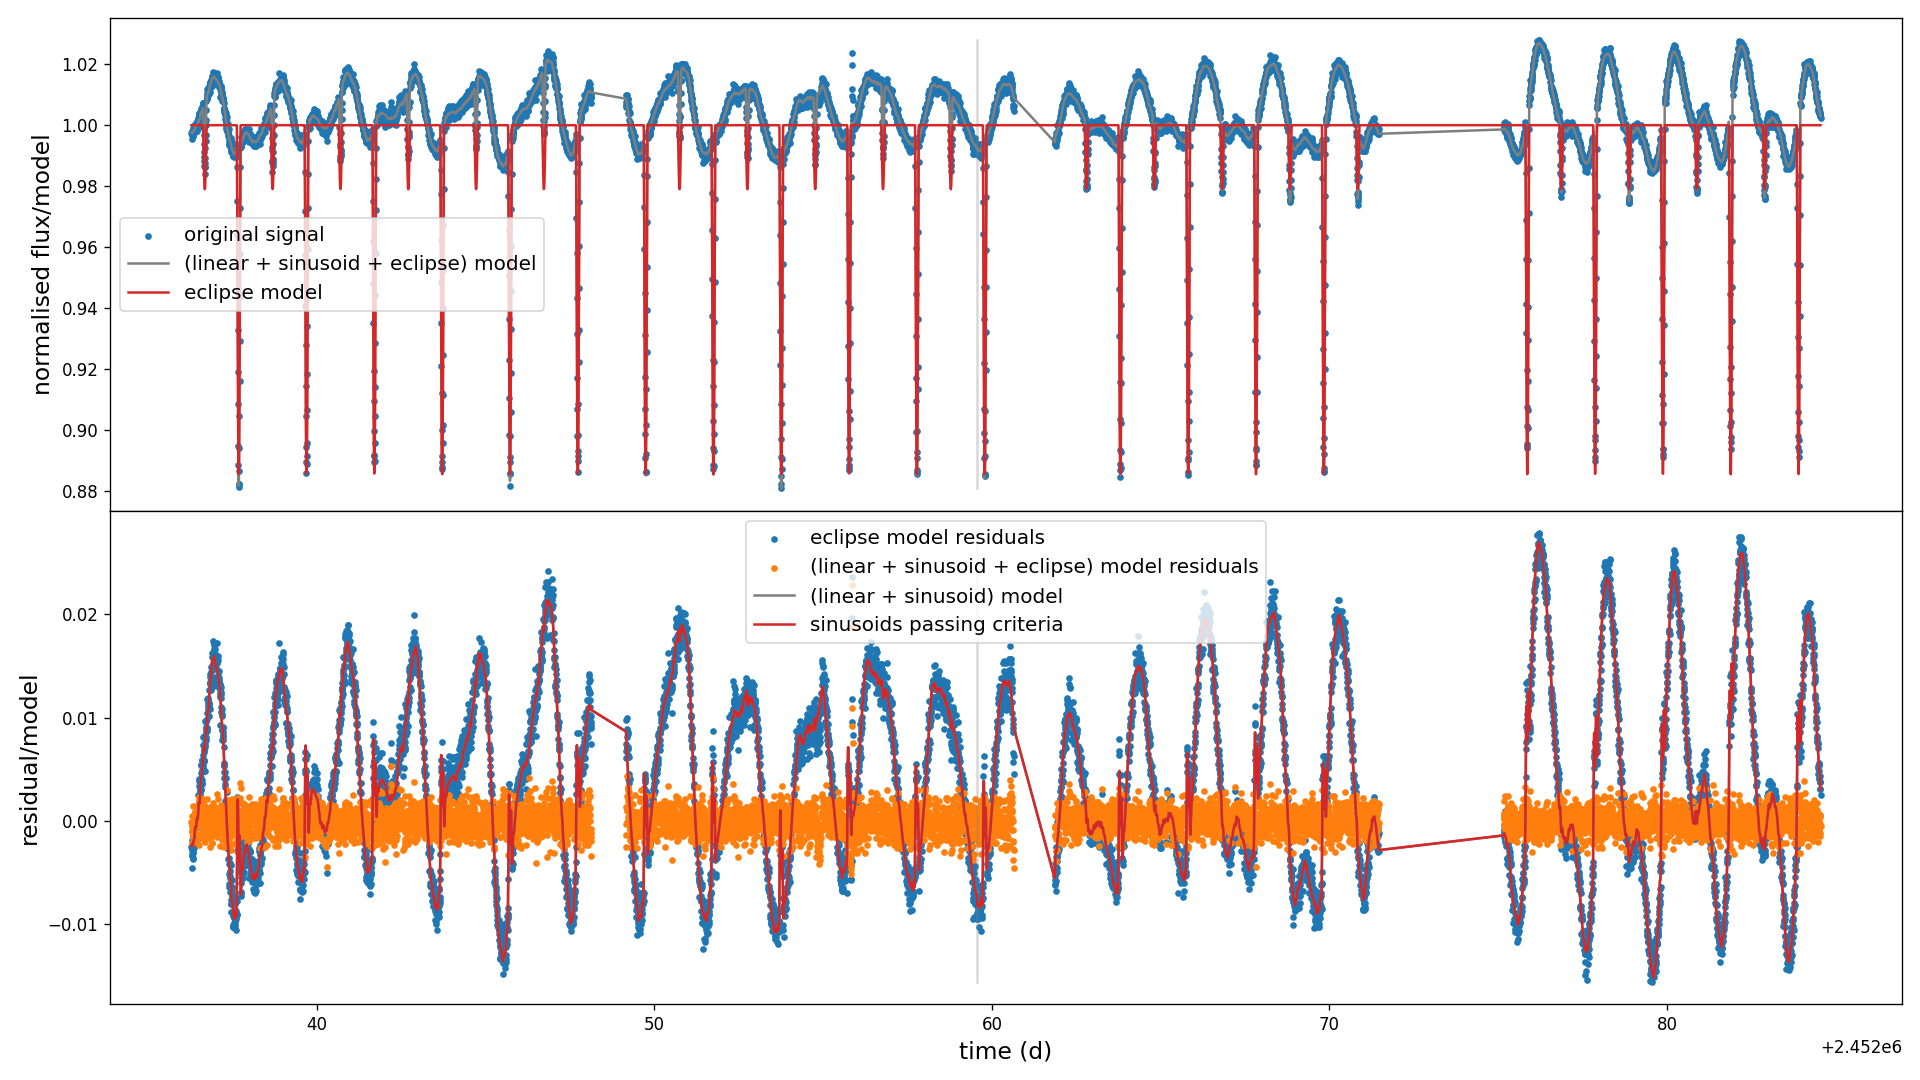 1.02
1.00
0.98
0.96
0.94
0.92
0.90
0.88
normalised flux/model
original signal
(linear + sinusoid + eclipse) model
eclipse model
0.02
0.01
0.00
−0.01
residual/model
eclipse model residuals
(linear + sinusoid + eclipse) model residuals
(linear + sinusoid) model
sinusoids passing criteria
40 50 60 70 80
time (d)
+2.452e6